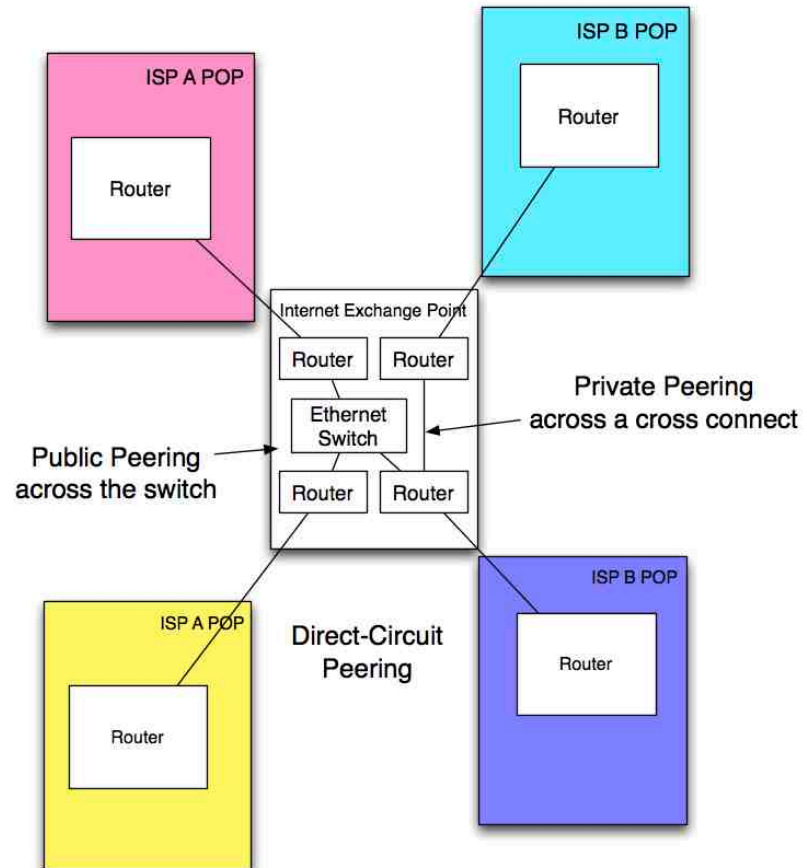 ISP A POP
Router
ISP B POP
Router
Internet Exchange Point
Router
Router
Ethernet
Switch
Private Peering
across a cross connect
Public Peering
across the switch
Router
Router
ISP A POP
Router
Direct-Circuit
Peering
ISP B POP
Router